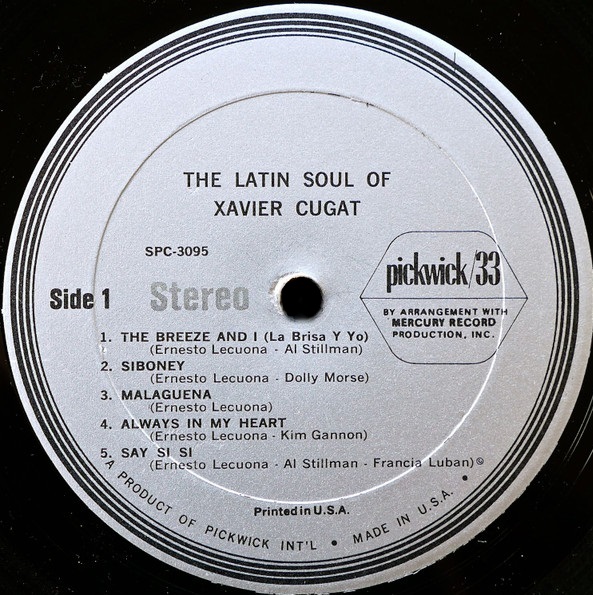 THE LATIN SOUL OF
XAVIER CUGAT
SPC-3095
Side 1 Stereo
pickwick/33
BY ARRANGEMENT WITH
MERCURY RECORD
PRODUCTION, INC.
1. THE BREEZE AND I (La Brisa Y Yo)
(Ernesto Lecuona - Al Stillman)
2. SIBONEY
(Ernesto Lecuona - Dolly Morse)
3. MALAGUENA
(Ernesto Lecuona)
4. ALWAYS IN MY HEART
(Ernesto Lecuona - Kim Gannon)
5. SAY SI SI
(Ernesto Lecuona - Al Stillman - Francia Luban)©
Printed in U.S.A.
A PRODUCT OF PICKWICK INT'L • MADE IN U.S.A. •